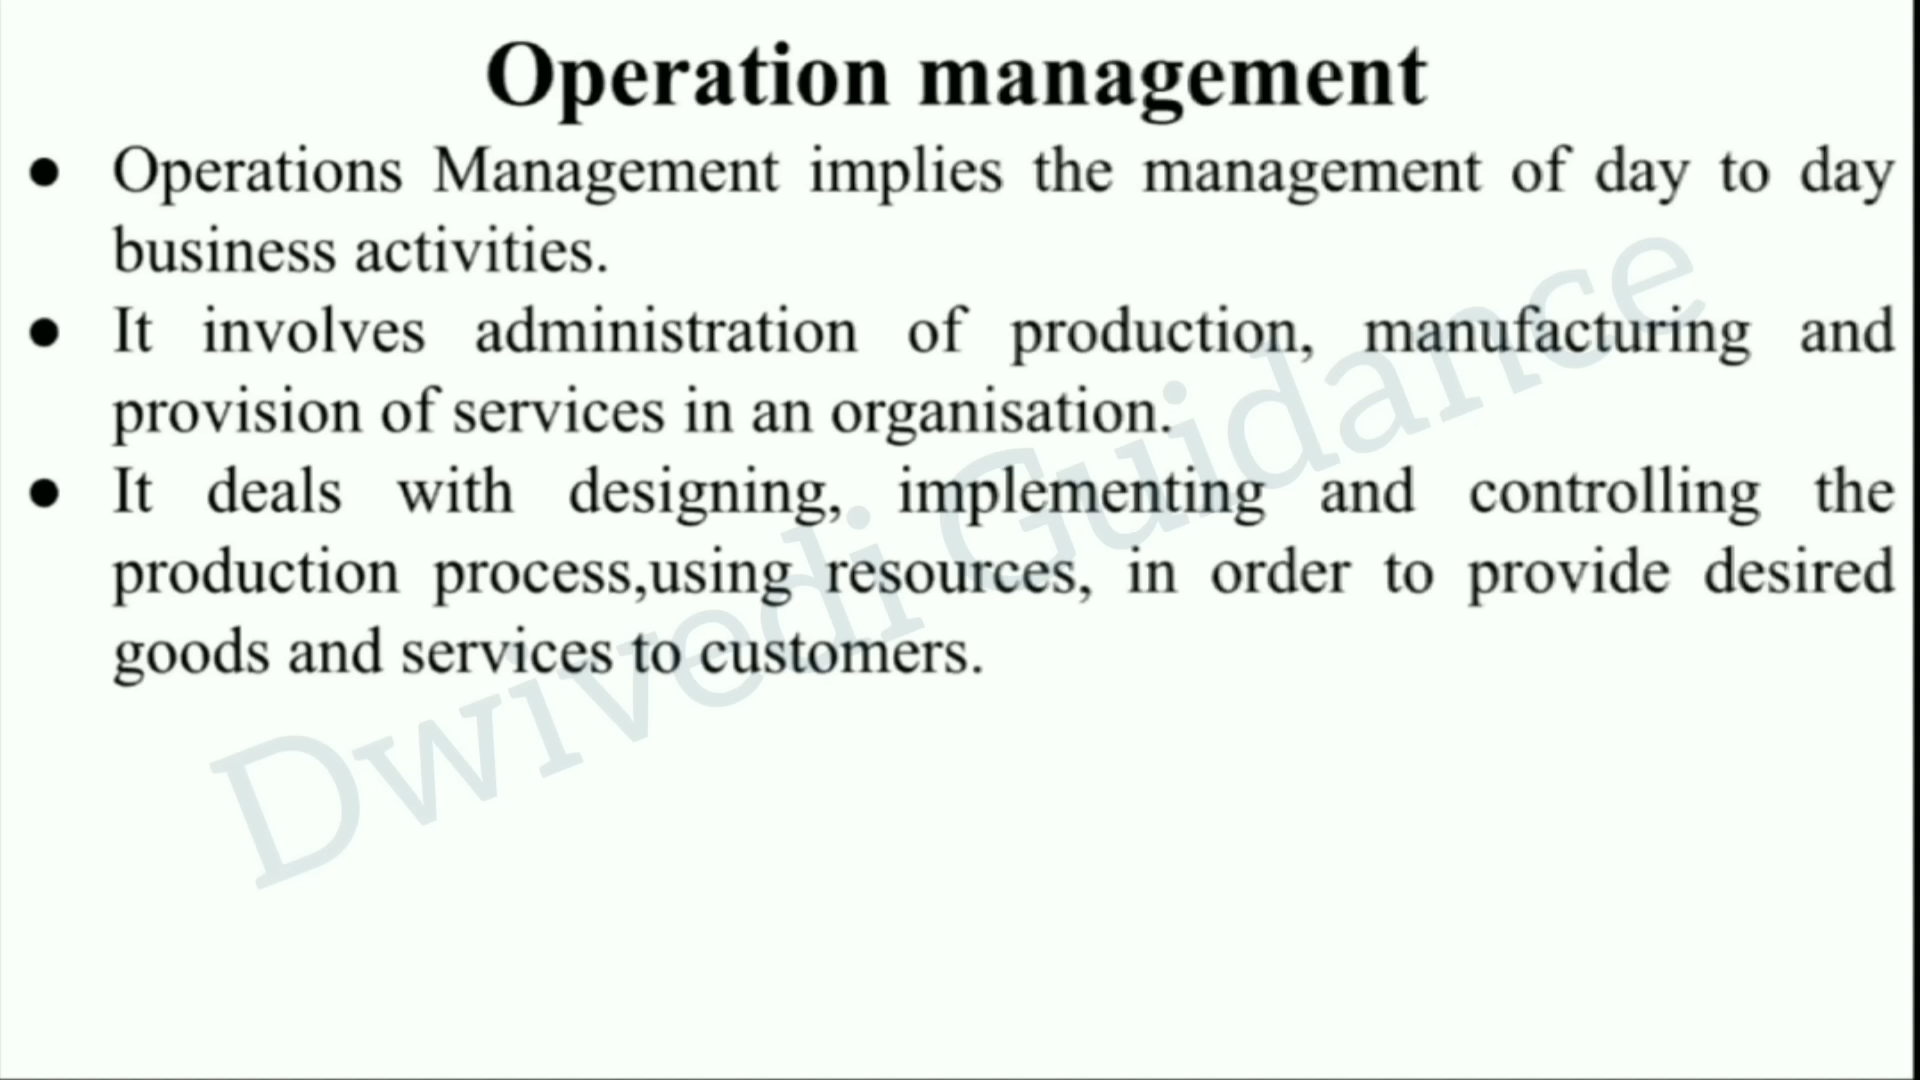 Operation management
● Operations Management implies the management of day to day
business activities.
● It involves administration of production, manufacturing and
provision of services in an organisation.
● It deals with designing, implementing and controlling the
production process,using resources, in order to provide desired
goods and services to customers.
Dwivedi Guidance